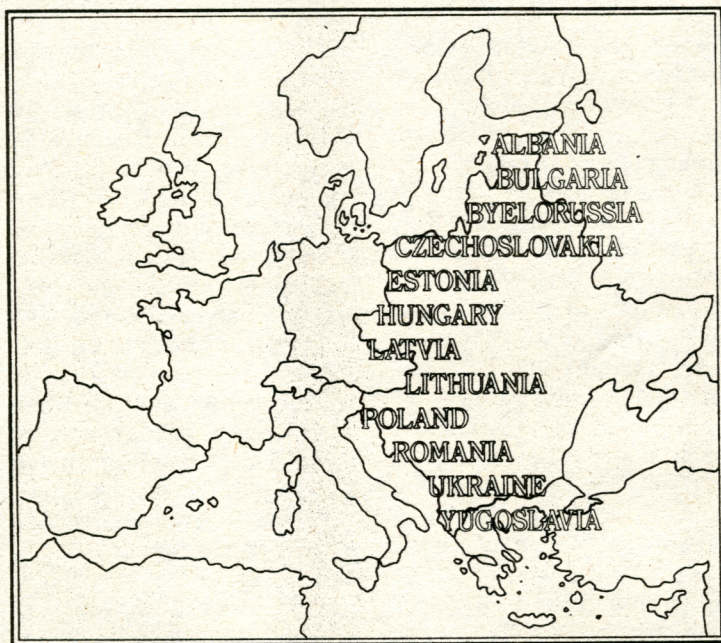 ALBANIA
BULGARIA
BYELORUSSIA
CZECHOSLOVAKIA
ESTONIA
HUNGARY
LATVIA
LITHUANIA
POLAND
ROMANIA
UKRAINE
YUGOSLAVIA